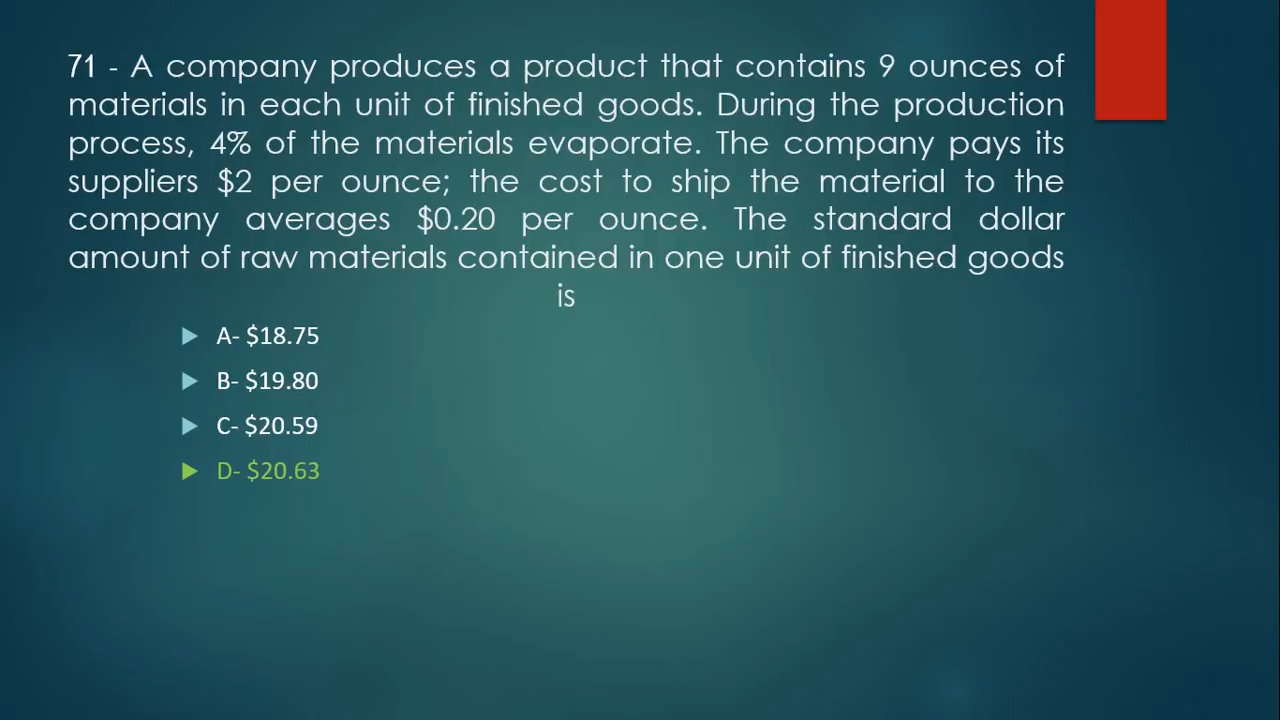 71 - A company produces a product that contains 9 ounces of
materials in each unit of finished goods. During the production
process, 4% of the materials evaporate. The company pays its
suppliers $2 per ounce; the cost to ship the material to the
company averages $0.20 per ounce. The standard dollar
amount of raw materials contained in one unit of finished goods
is
A- $18.75
B- $19.80
C- $20.59
D- $20.63